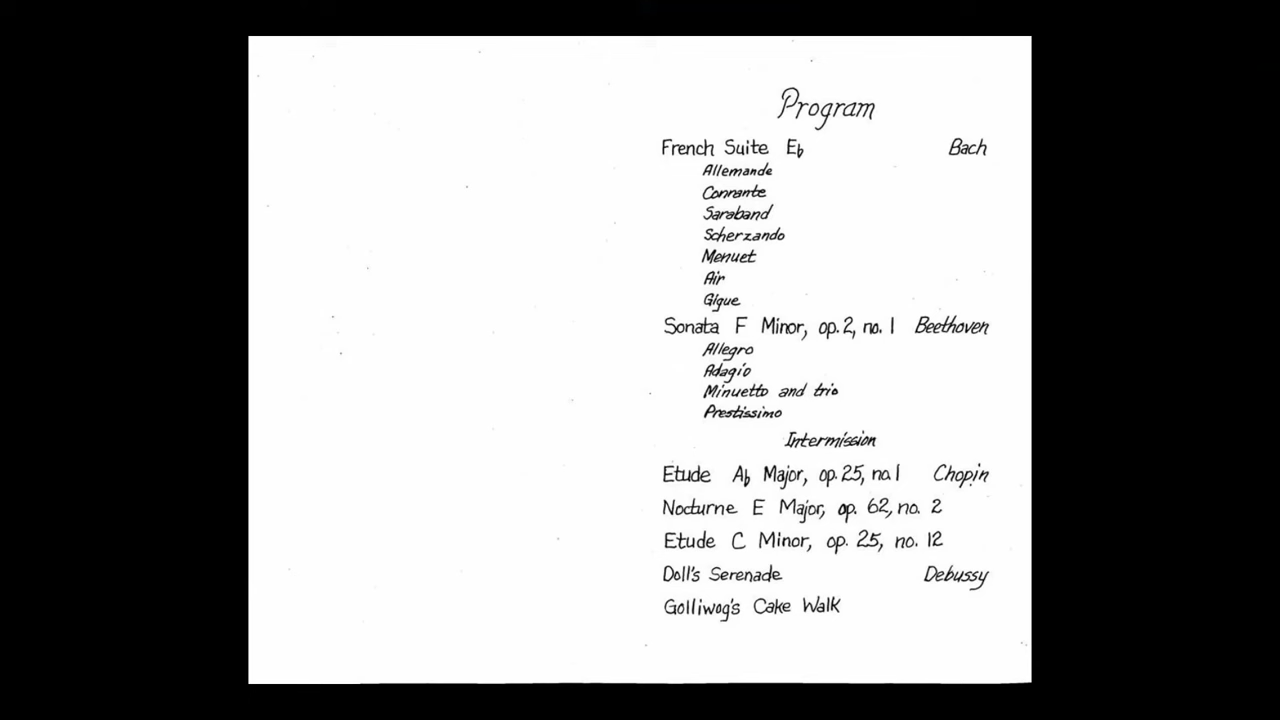 Program
French Suite E♭ Bach
Allemande
Connante
Saraband
Scherzando
Menuet
Air
Gigue
Sonata F Minor, op. 2, no. 1 Beethoven
Allegro
Adagio
Minuetto and trio
Prestissimo
Intermission
Etude A♭ Major, op. 25, no. 1 Chopin
Nocturne E Major, op. 62, no. 2
Etude C Minor, op. 25, no. 12
Doll's Serenade Debussy
Golliwog's Cake Walk